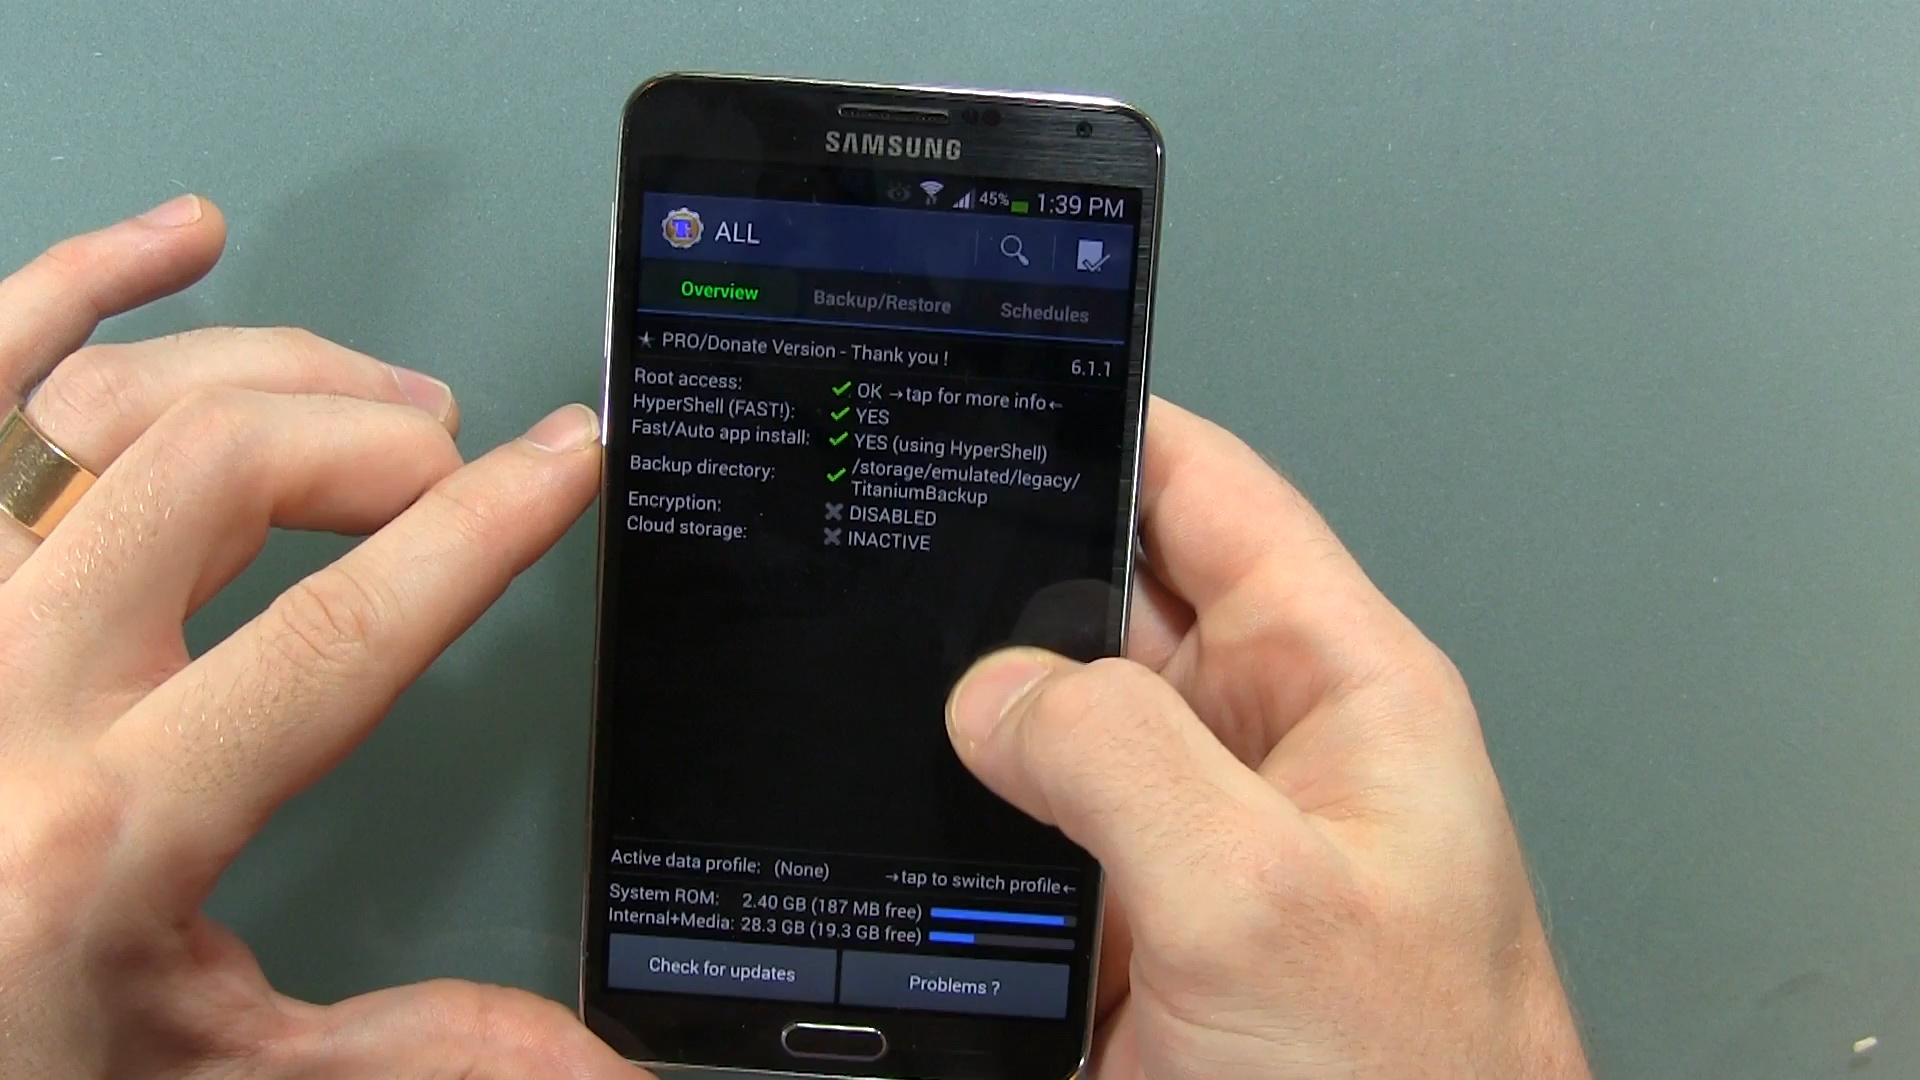 SAMSUNG
45% 1:39 PM
ALL
Overview Backup/Restore Schedules
PRO/Donate Version - Thank you ! 6.1.1
Root access: OK →tap for more info←
HyperShell (FAST!): YES
Fast/Auto app install: YES (using HyperShell)
Backup directory: /storage/emulated/legacy/
TitaniumBackup
Encryption: DISABLED
Cloud storage: INACTIVE
Active data profile: (None) →tap to switch profile←
System ROM: 2.40 GB (187 MB free)
Internal+Media: 28.3 GB (19.3 GB free)
Check for updates Problems ?